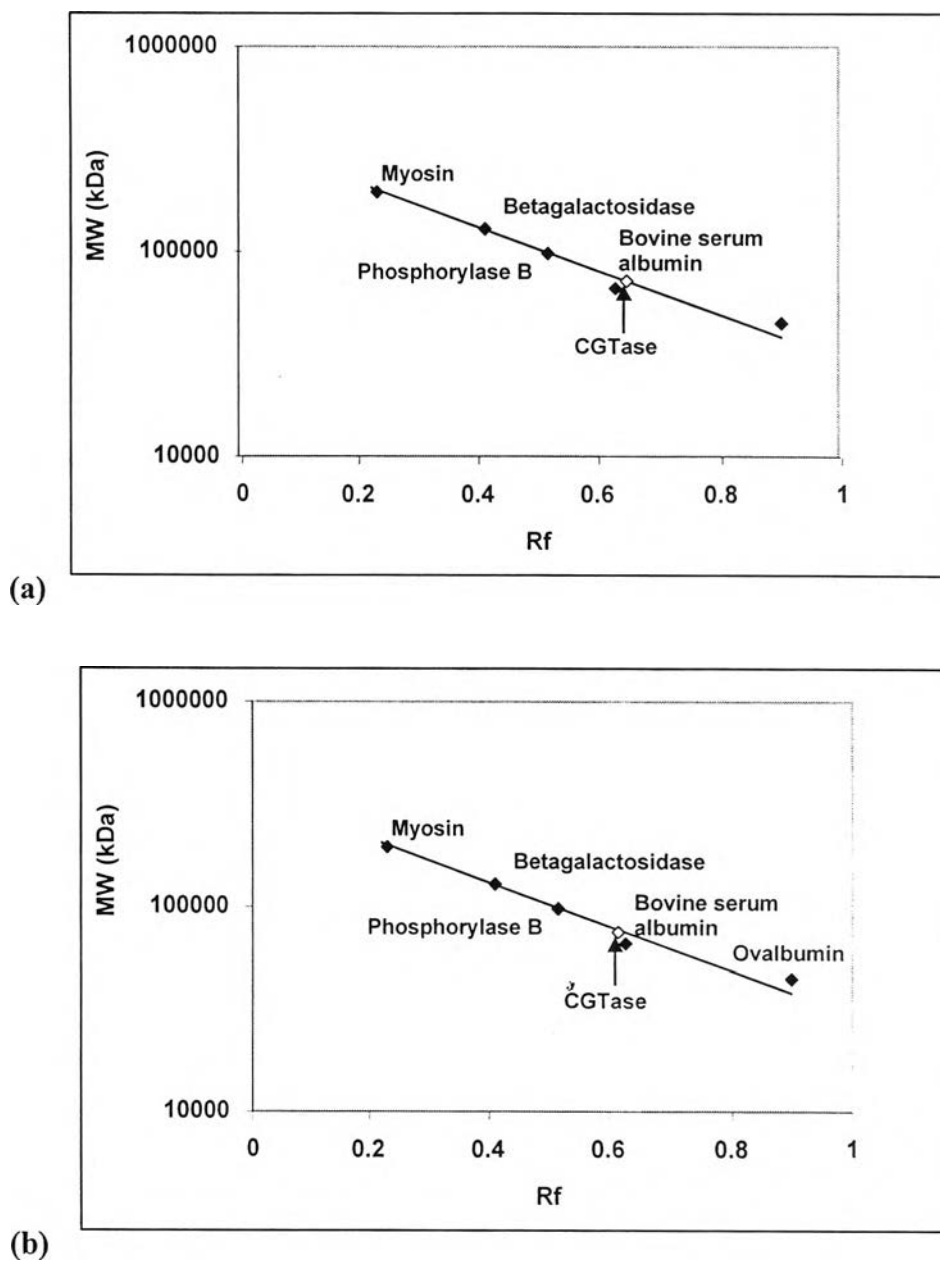 1000000
MW (kDa)
100000
10000
Myosin
Betagalactosidase
Phosphorylase B
Bovine serum
albumin
CGTase
0 0.2 0.4 0.6 0.8 1
Rf
(a)
1000000
MW (kDa)
100000
10000
Myosin
Betagalactosidase
Phosphorylase B
Bovine serum
albumin
Ovalbumin
CGTase
0 0.2 0.4 0.6 0.8 1
Rf
(b)